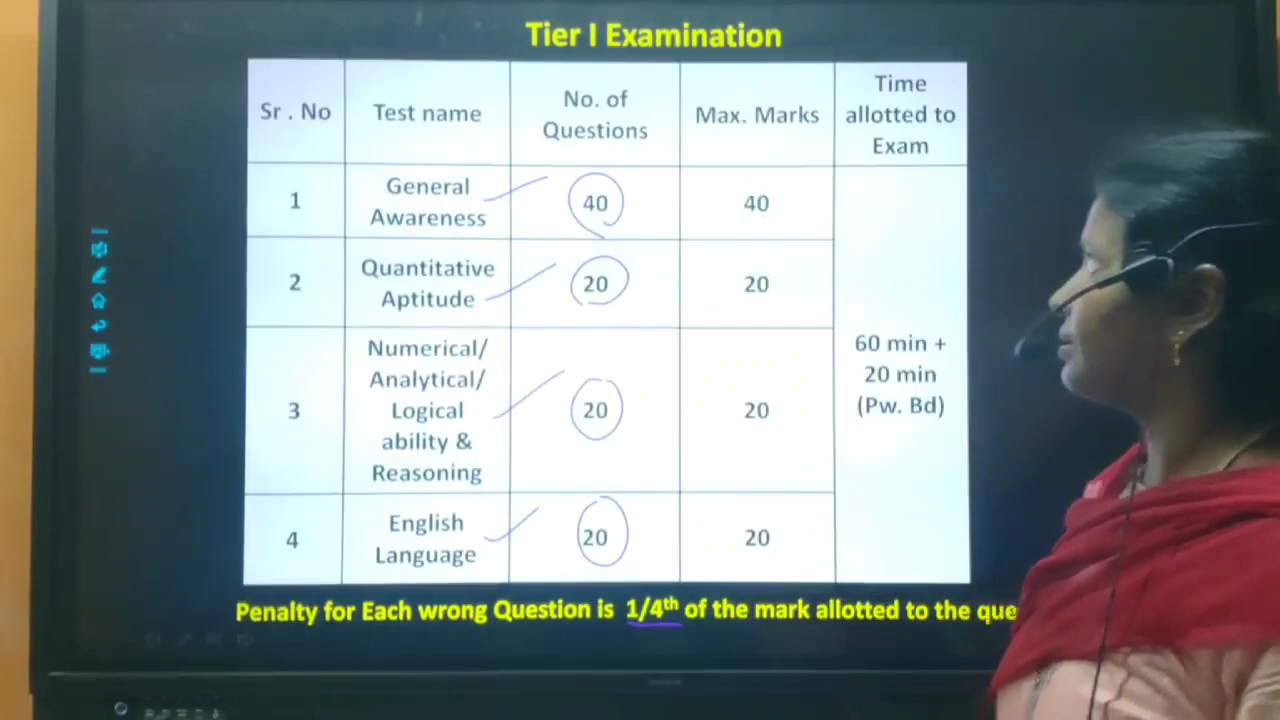 Tier I Examination
Sr . No
Test name
No. of
Questions
Max. Marks
Time
allotted to
Exam
1
General
Awareness
40
40
2
Quantitative
Aptitude
20
20
3
Numerical/
Analytical/
Logical
ability &
Reasoning
20
20
4
English
Language
20
20
60 min +
20 min
(Pw. Bd)
Penalty for Each wrong Question is 1/4th of the mark allotted to the que